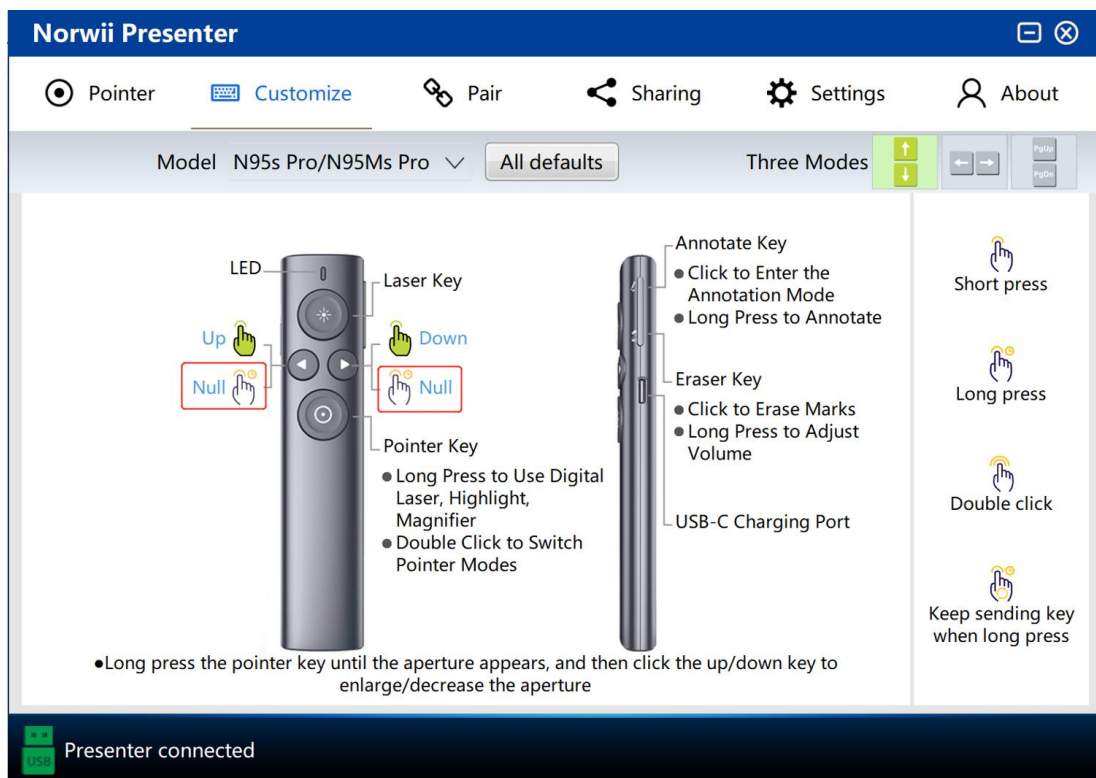 Norwii Presenter
Pointer
Customize
Pair
Sharing
Settings
About
Model N95s Pro/N95Ms Pro
All defaults
Three Modes
PgUp
PgDn
LED
Laser Key
Up
Down
Null
Null
Pointer Key
●Long Press to Use Digital
Laser, Highlight,
Magnifier
●Double Click to Switch
Pointer Modes
Annotate Key
●Click to Enter the
Annotation Mode
●Long Press to Annotate
Eraser Key
●Click to Erase Marks
●Long Press to Adjust
Volume
USB-C Charging Port
Short press
Long press
Double click
Keep sending key
when long press
●Long press the pointer key until the aperture appears, and then click the up/down key to
enlarge/decrease the aperture
USB
Presenter connected